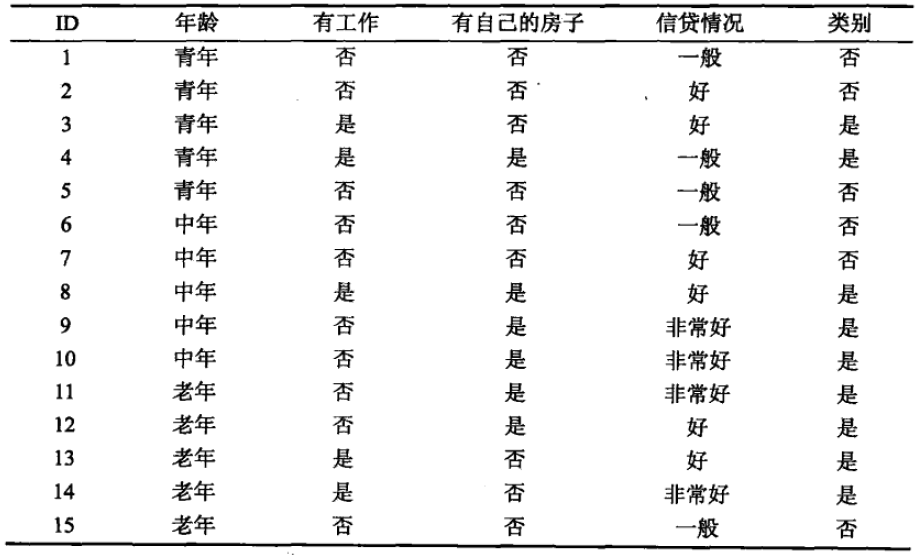 ID 年龄 有工作 有自己的房子 信贷情况 类别
1 青年 否 否 一般 否
2 青年 否 否 好 否
3 青年 是 否 好 是
4 青年 是 是 一般 是
5 青年 否 否 一般 否
6 中年 否 否 一般 否
7 中年 否 否 好 否
8 中年 是 是 好 是
9 中年 否 是 非常好 是
10 中年 否 是 非常好 是
11 老年 否 是 非常好 是
12 老年 否 是 好 是
13 老年 是 否 好 是
14 老年 是 否 非常好 是
15 老年 否 否 一般 否